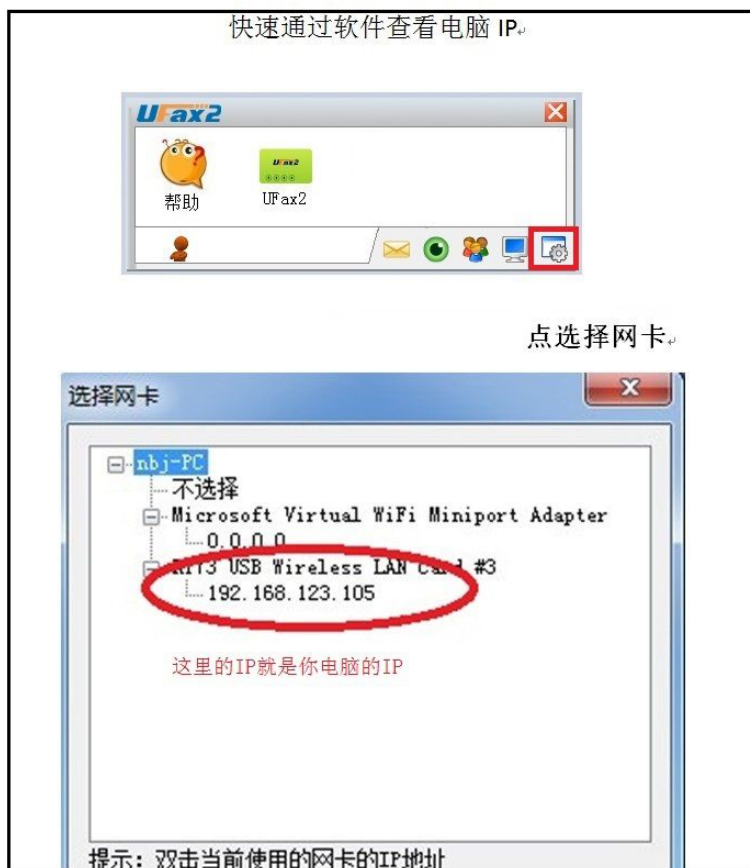 快速通过软件查看电脑 IP
UFax2
UFax2
帮助
UFax2
点选择网卡
选择网卡
nbj-PC
不选择
Microsoft Virtual WiFi Miniport Adapter
0.0.0.0
USB Wireless LAN Card #3
192.168.123.105
这里的IP就是你电脑的IP
提示：双击当前使用的网卡的IP地址